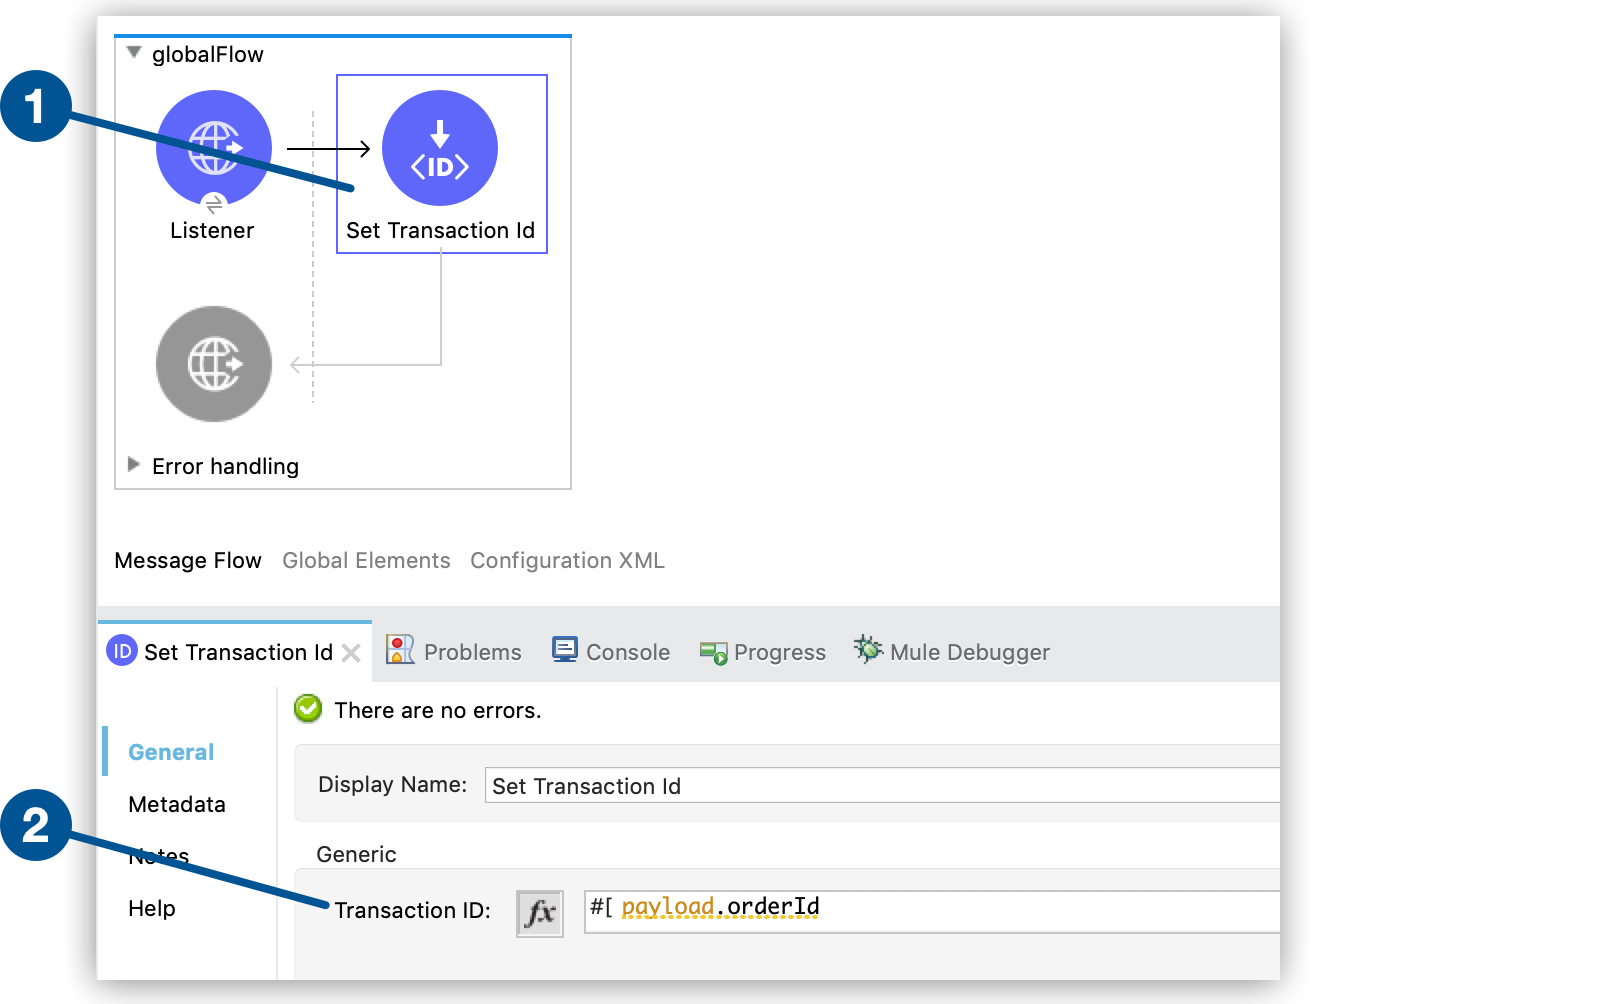 globalFlow
1
<ID>
Listener
Set Transaction Id
Error handling
Message Flow Global Elements Configuration XML
ID Set Transaction Id Problems Console Progress Mule Debugger
There are no errors.
General
Display Name: Set Transaction Id
Metadata
2
Notes
Generic
Help
Transaction ID: fx #[ payload.orderId